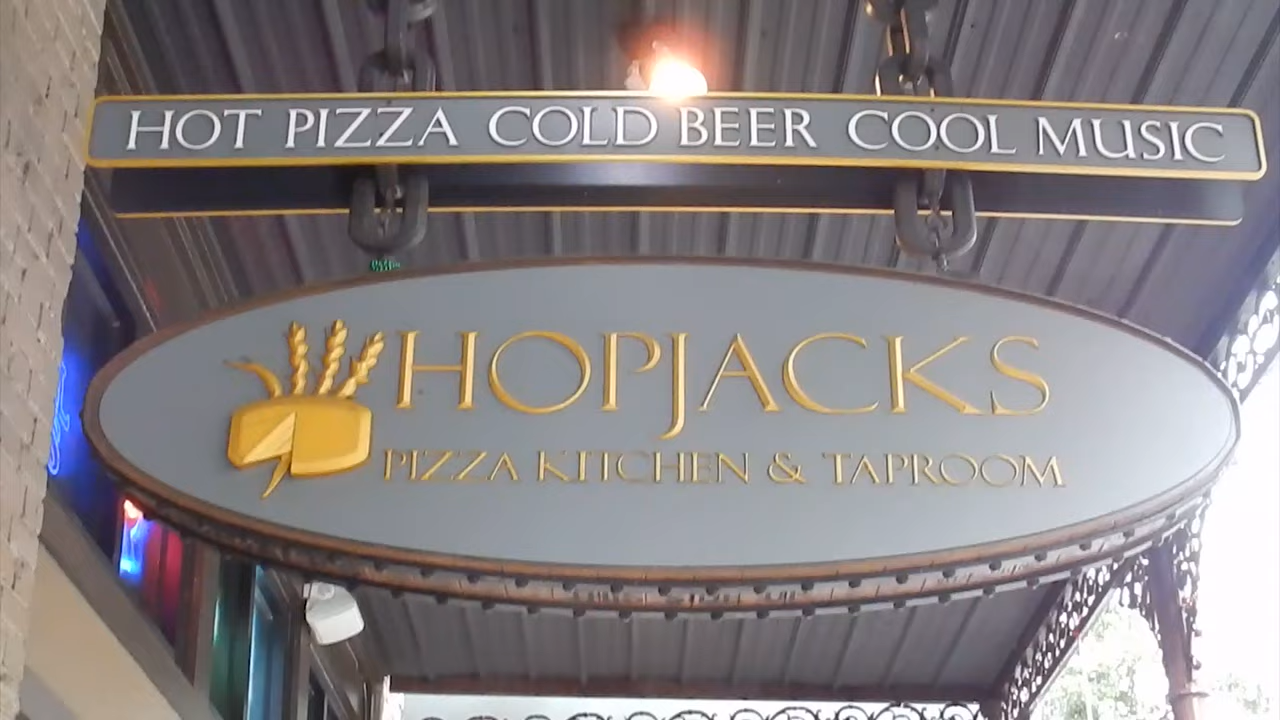 HOT PIZZA COLD BEER COOL MUSIC
HOPJACKS
PIZZA KITCHEN & TAPROOM